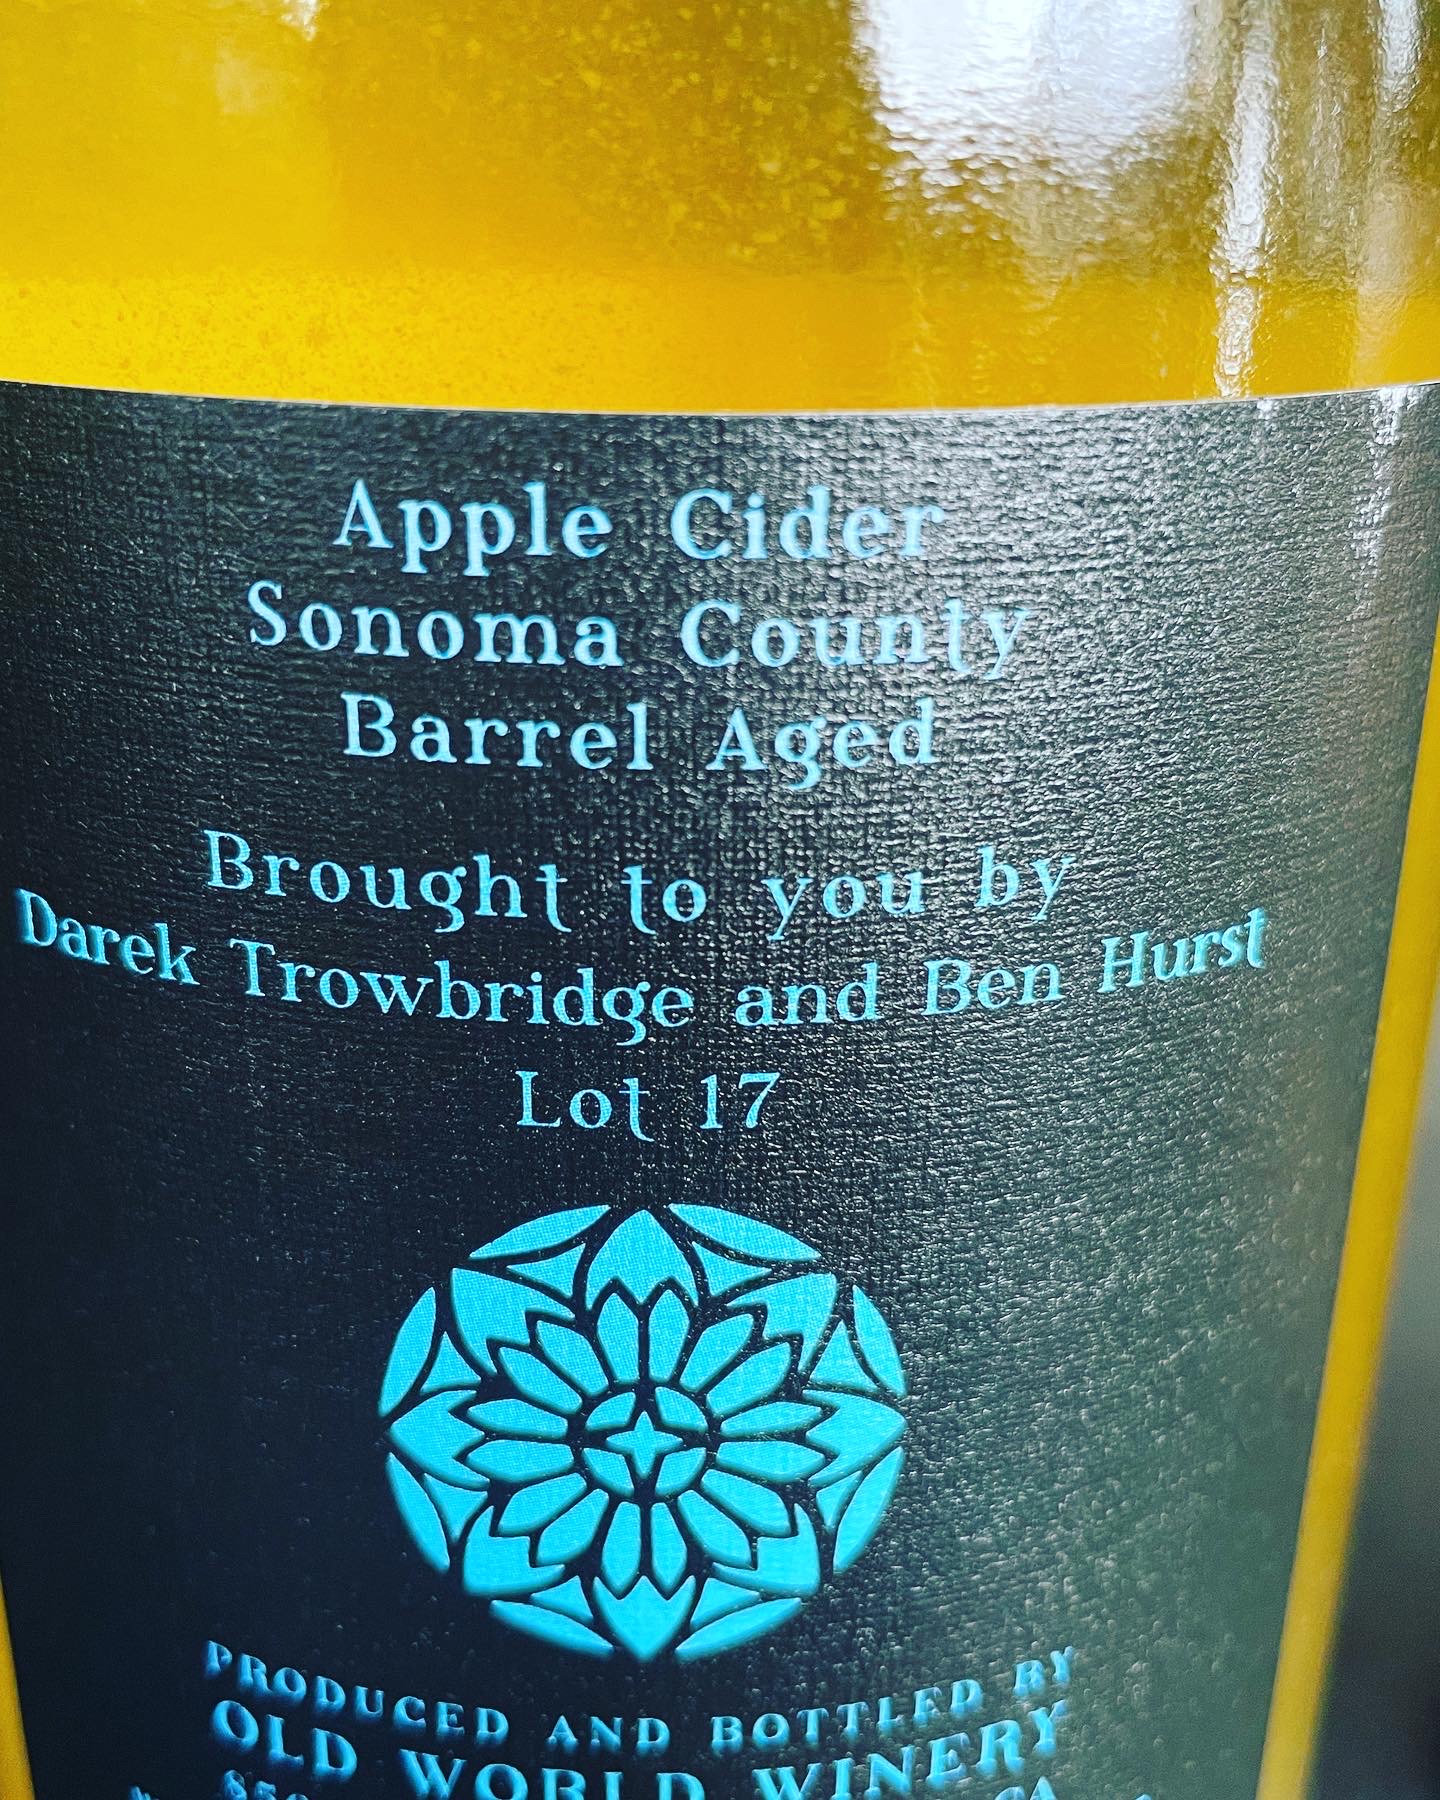 Apple Cider
Sonoma County
Barrel Aged
Brought to you by
Darek Trowbridge and Ben Hurst
Lot 17
PRODUCED AND BOTTLED BY
OLD WORLD WINERY
CA